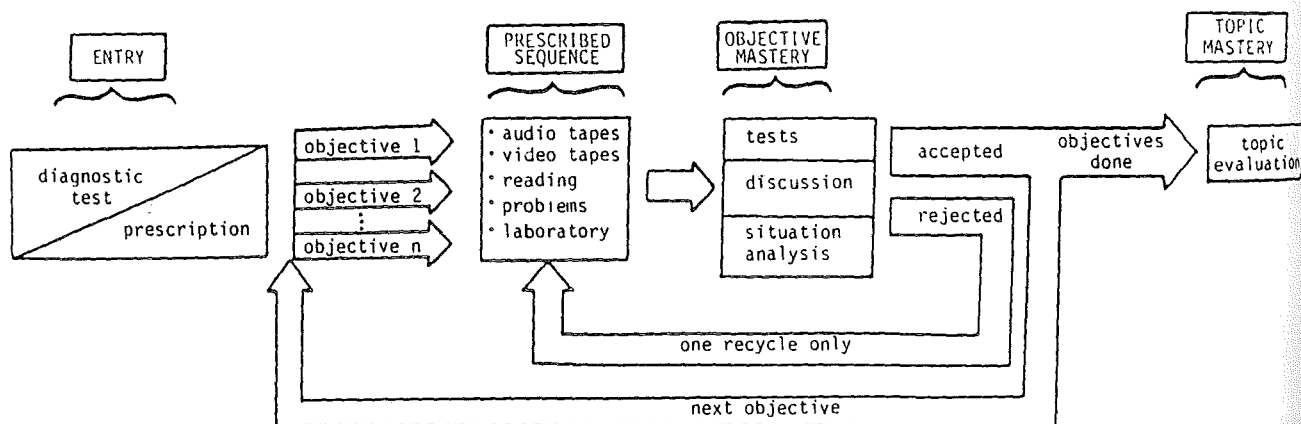 ENTRY
PRESCRIBED
SEQUENCE
OBJECTIVE
MASTERY
TOPIC
MASTERY
diagnostic
test
prescription
objective 1
objective 2
objective n
• audio tapes
• video tapes
• reading
• problems
• laboratory
tests
discussion
situation
analysis
accepted
rejected
objectives
done
topic
evaluation
one recycle only
next objective